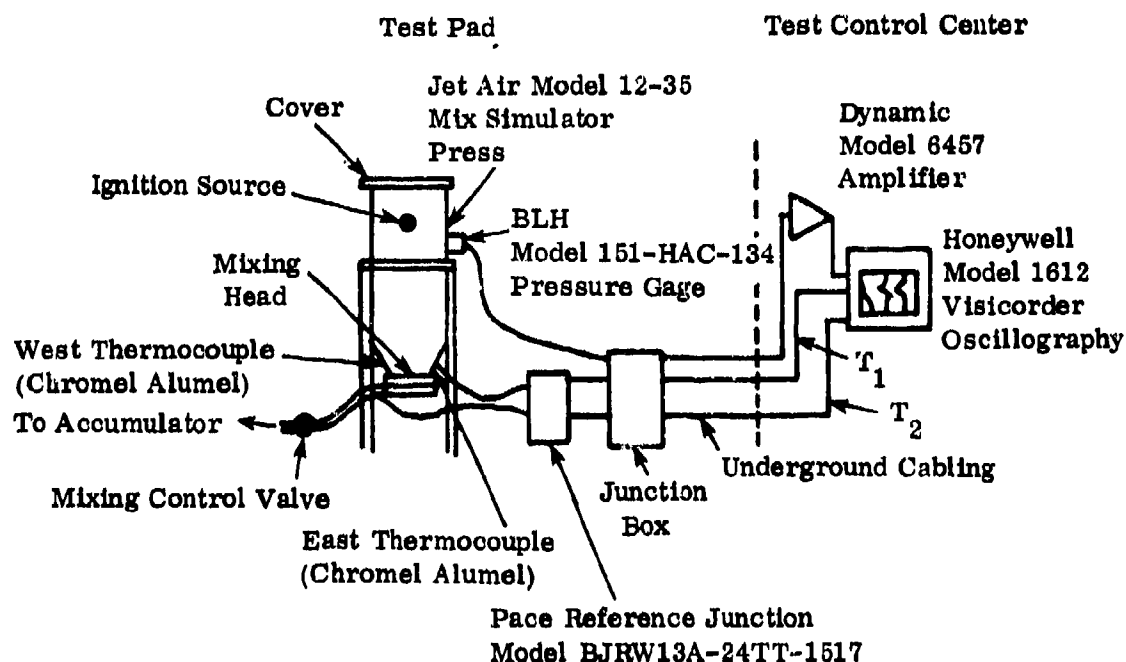 Test Pad
Test Control Center
Jet Air Model 12-35
Mix Simulator
Press
Cover
Dynamic
Model 6457
Amplifier
Ignition Source
BLH
Model 151-HAC-134
Pressure Gage
Honeywell
Model 1612
Visicorder
Oscillography
Mixing
Head
West Thermocouple
(Chromel Alumel)
To Accumulator
T1
T2
Underground Cabling
Mixing Control Valve
Junction
Box
East Thermocouple
(Chromel Alumel)
Pace Reference Junction
Model BJRW13A-24TT-1517